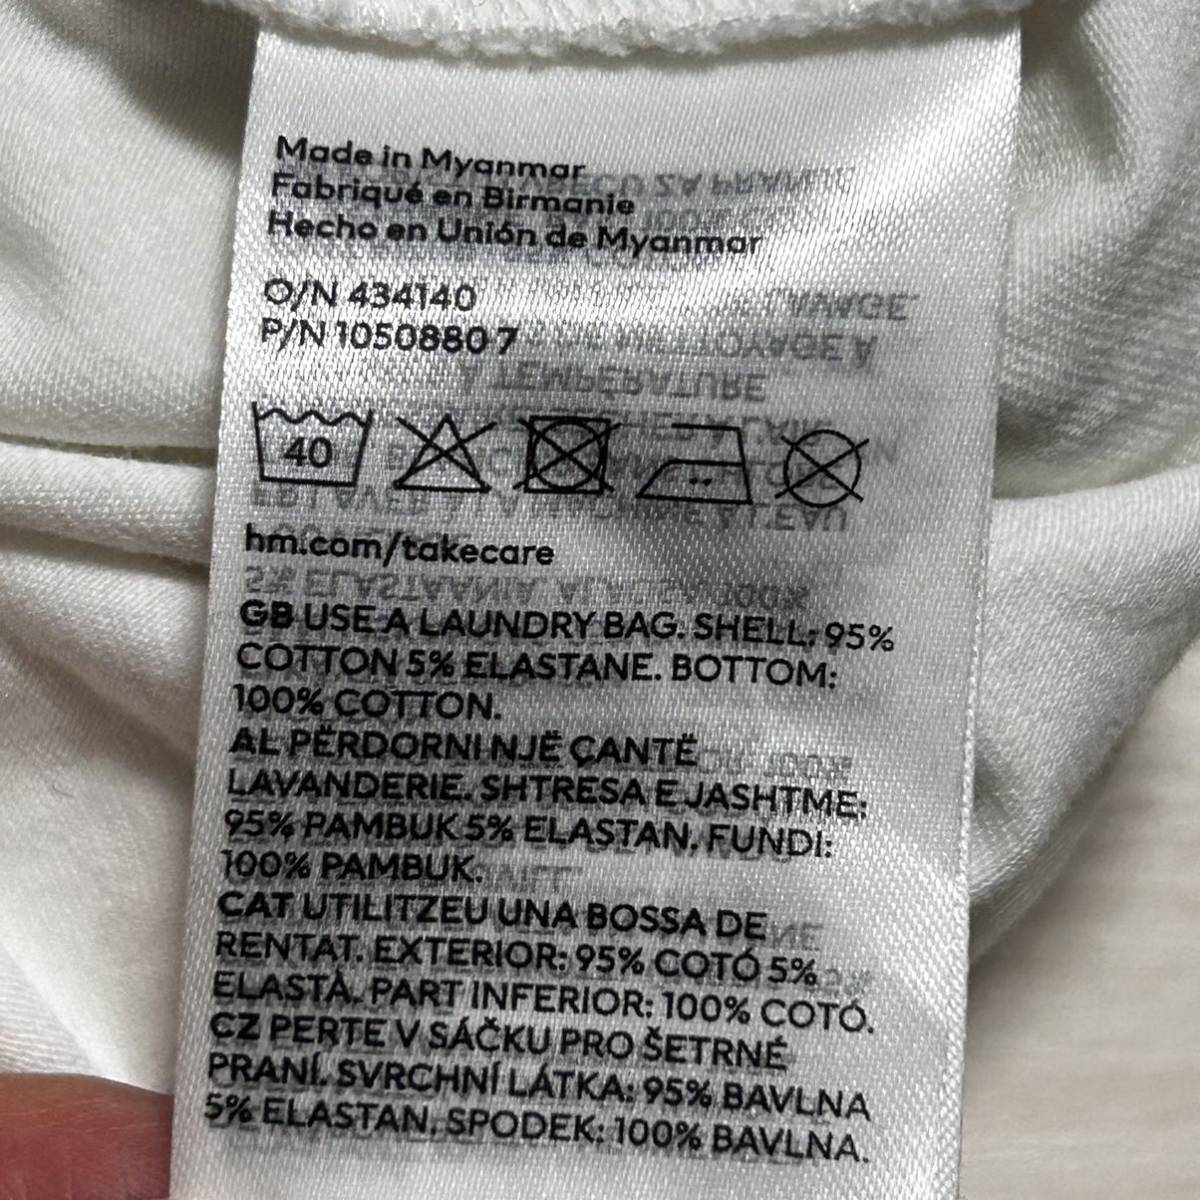 Made in Myanmar
Fabriqué en Birmanie
Hecho en Unión de Myanmar
O/N 434140
P/N 1050880 7
40
hm.com/takecare
GB USE A LAUNDRY BAG. SHELL: 95%
COTTON 5% ELASTANE. BOTTOM:
100% COTTON.
AL PËRDORNI NJË ÇANTË
LAVANDERIE. SHTRESA E JASHTME:
95% PAMBUK 5% ELASTAN. FUNDI:
100% PAMBUK.
CAT UTILITZEU UNA BOSSA DE
RENTAT. EXTERIOR: 95% COTÓ 5%
ELASTÀ. PART INFERIOR: 100% COTÓ.
CZ PERTE V SÁČKU PRO ŠETRNÉ
PRANÍ. SVRCHNÍ LÁTKA: 95% BAVLNA
5% ELASTAN. SPODEK: 100% BAVLNA.